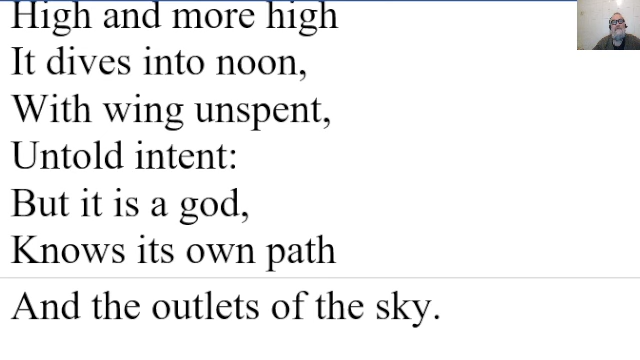 High and more high
It dives into noon,
With wing unspent,
Untold intent:
But it is a god,
Knows its own path
And the outlets of the sky.